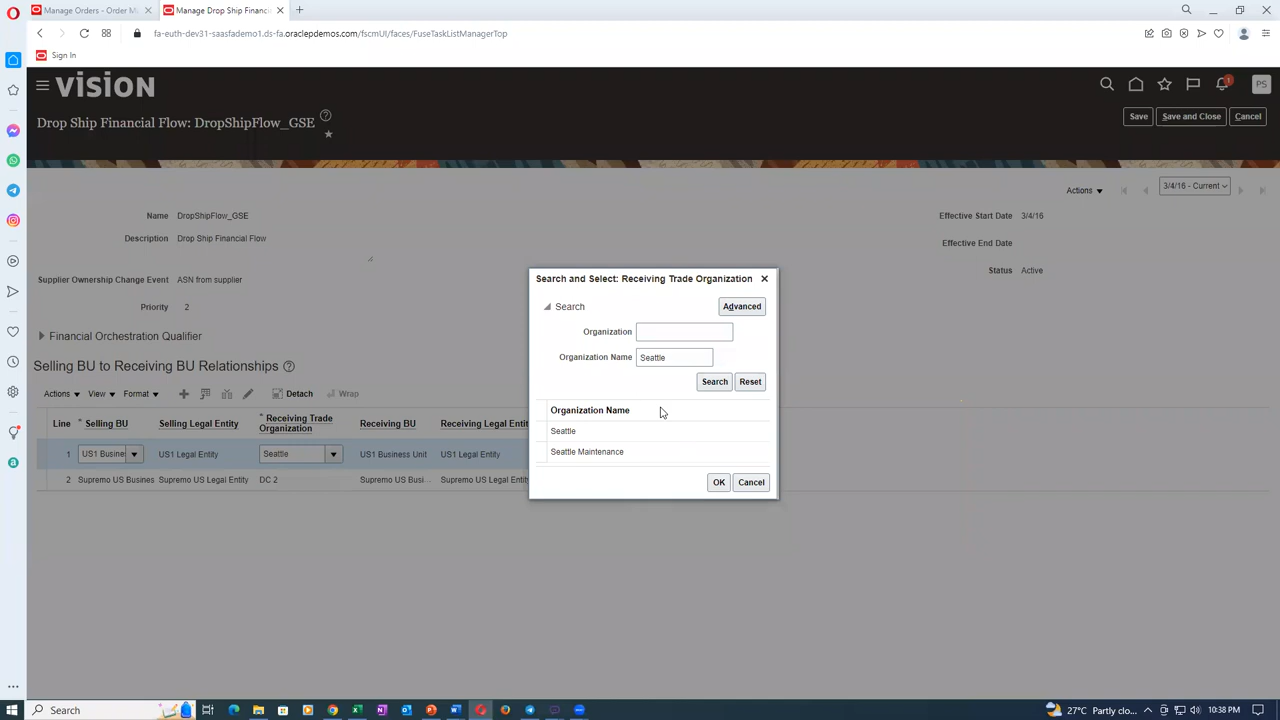 Manage Orders - Order M
Manage Drop Ship Financi
fa-euth-dev31-saasfademo1.ds-fa.oraclepdemos.com/fscmUI/faces/FuseTaskListManagerTop
Sign In
VISION
PS
1
Drop Ship Financial Flow: DropShipFlow_GSE
Save
Save and Close
Cancel
Actions
3/4/16 - Current
Name DropShipFlow_GSE
Effective Start Date 3/4/16
Description Drop Ship Financial Flow
Effective End Date
Supplier Ownership Change Event ASN from supplier
Status Active
Priority 2
Financial Orchestration Qualifier
Selling BU to Receiving BU Relationships
Actions View Format Detach Wrap
Line * Selling BU Selling Legal Entity * Receiving Trade Organization Receiving BU Receiving Legal Entit
1 US1 Busines US1 Legal Entity Seattle US1 Business Unit US1 Legal Entity
2 Supremo US Busines Supremo US Legal Entity DC 2 Supremo US Busi... Supremo US Legal Entity
Search and Select: Receiving Trade Organization
Search
Advanced
Organization
Organization Name Seattle
Search Reset
Organization Name
Seattle
Seattle Maintenance
OK Cancel
Search
27°C Partly clo...
10:38 PM